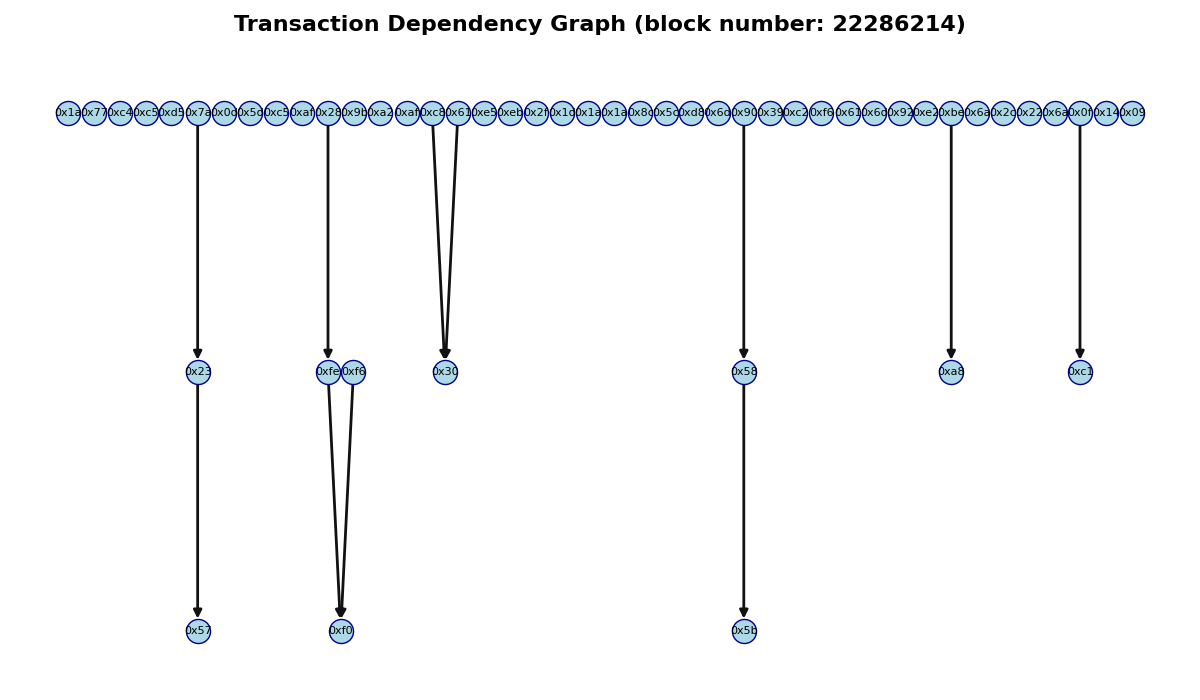 Transaction Dependency Graph (block number: 22286214)
0x1a 0x77 0xc4 0xc5 0xd5 0x7a 0x0d 0x5d 0xc5 0xaf 0x28 0x9b 0xa2 0xaf 0xc8 0x61 0xe5 0xeb 0x2f 0x1d 0x1a 0x1a 0x8c 0x5c 0xd8 0x6d 0x90 0x39 0xc2 0xf6 0x61 0x6d 0x92 0xe2 0xbe 0x6a 0x2c 0x22 0x6a 0x0f 0x14 0x09
0x23 0xfe 0xf6 0x30 0x58 0xa8 0xc1
0x57 0xf0 0x5b